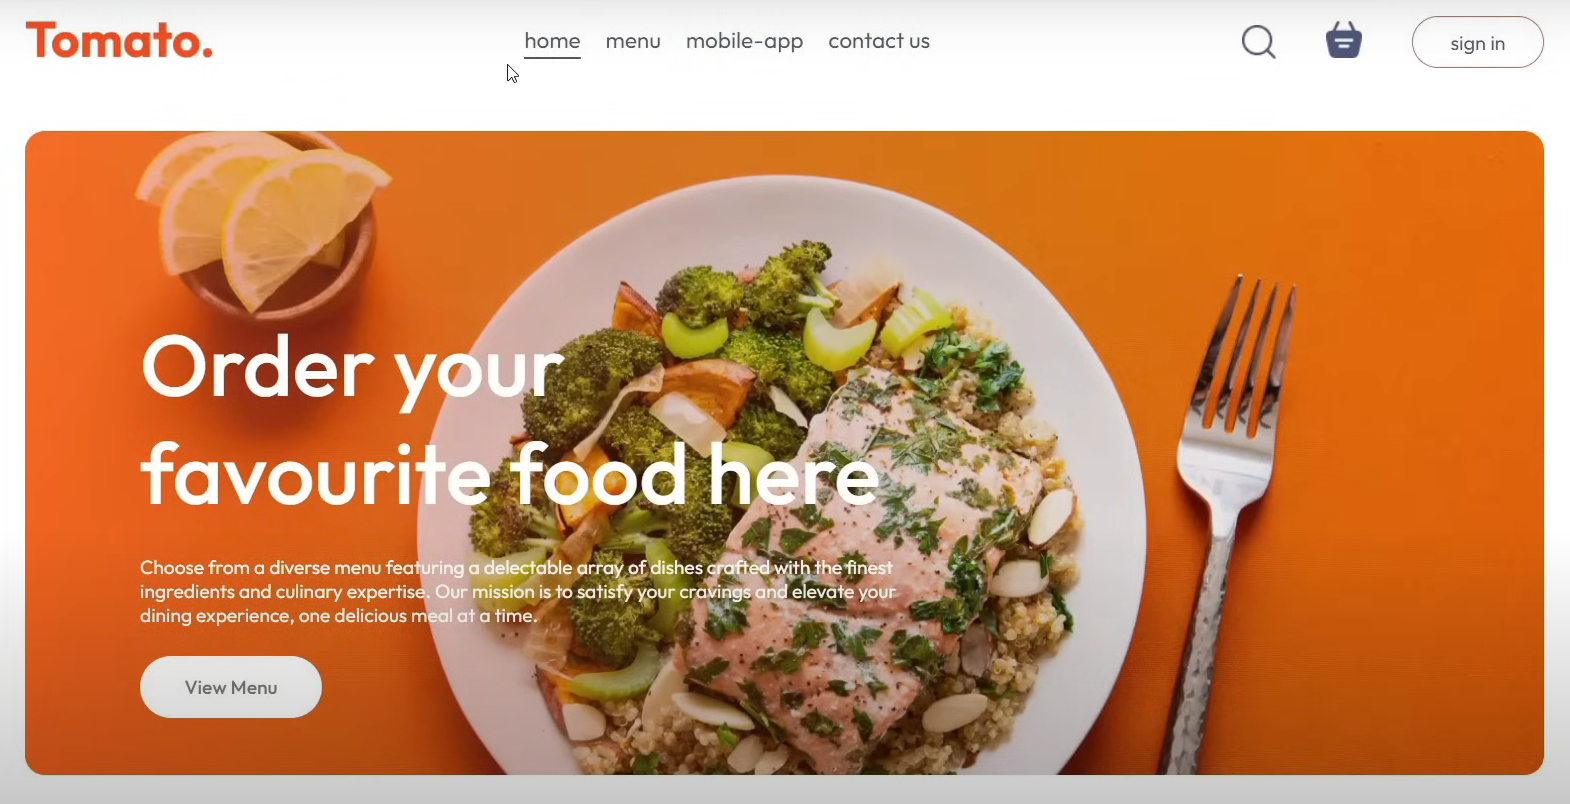 Tomato.
home menu mobile-app contact us
sign in
Order your
favourite food here
Choose from a diverse menu featuring a delectable array of dishes crafted with the finest
ingredients and culinary expertise. Our mission is to satisfy your cravings and elevate your
dining experience, one delicious meal at a time.
View Menu